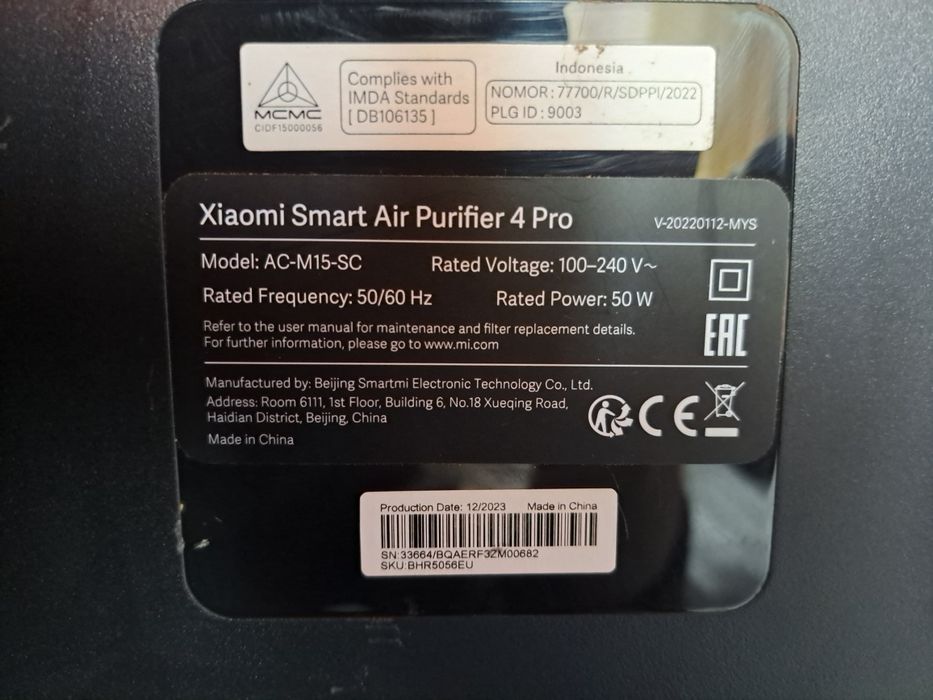 MCMC
CIDF15000056
Complies with
IMDA Standards
[ DB106135 ]
Indonesia
NOMOR : 77700/R/SDPPI/2022
PLG ID : 9003
Xiaomi Smart Air Purifier 4 Pro
V-20220112-MYS
Model: AC-M15-SC
Rated Voltage: 100–240 V~
Rated Frequency: 50/60 Hz
Rated Power: 50 W
Refer to the user manual for maintenance and filter replacement details.
For further information, please go to www.mi.com
EAC
Manufactured by: Beijing Smartmi Electronic Technology Co., Ltd.
Address: Room 6111, 1st Floor, Building 6, No.18 Xueqing Road,
Haidian District, Beijing, China
Made in China
CE
Production Date: 12/2023 Made in China
SN:33664/BQAERF3ZM00682
SKU:BHR5056EU